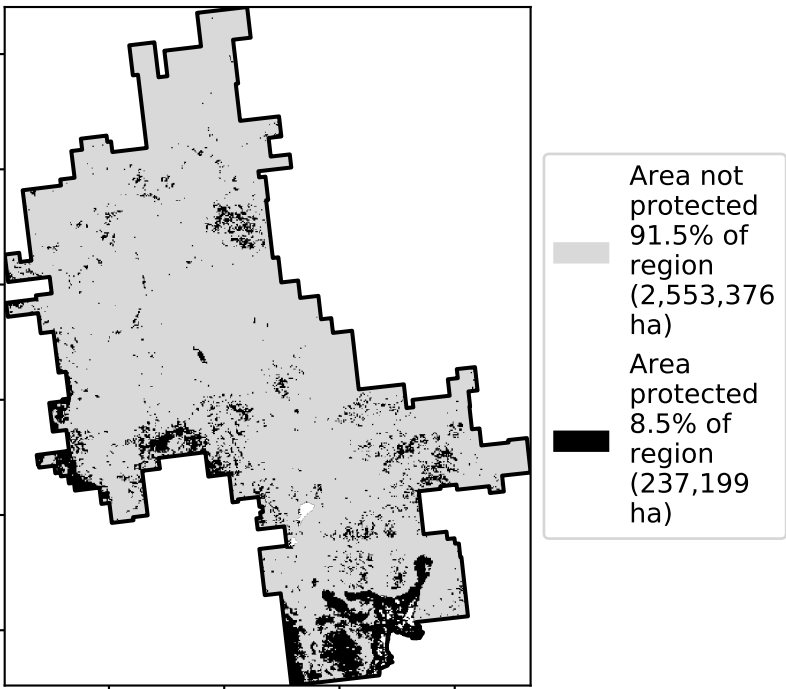 Area not
protected
91.5% of
region
(2,553,376
ha)
Area
protected
8.5% of
region
(237,199
ha)